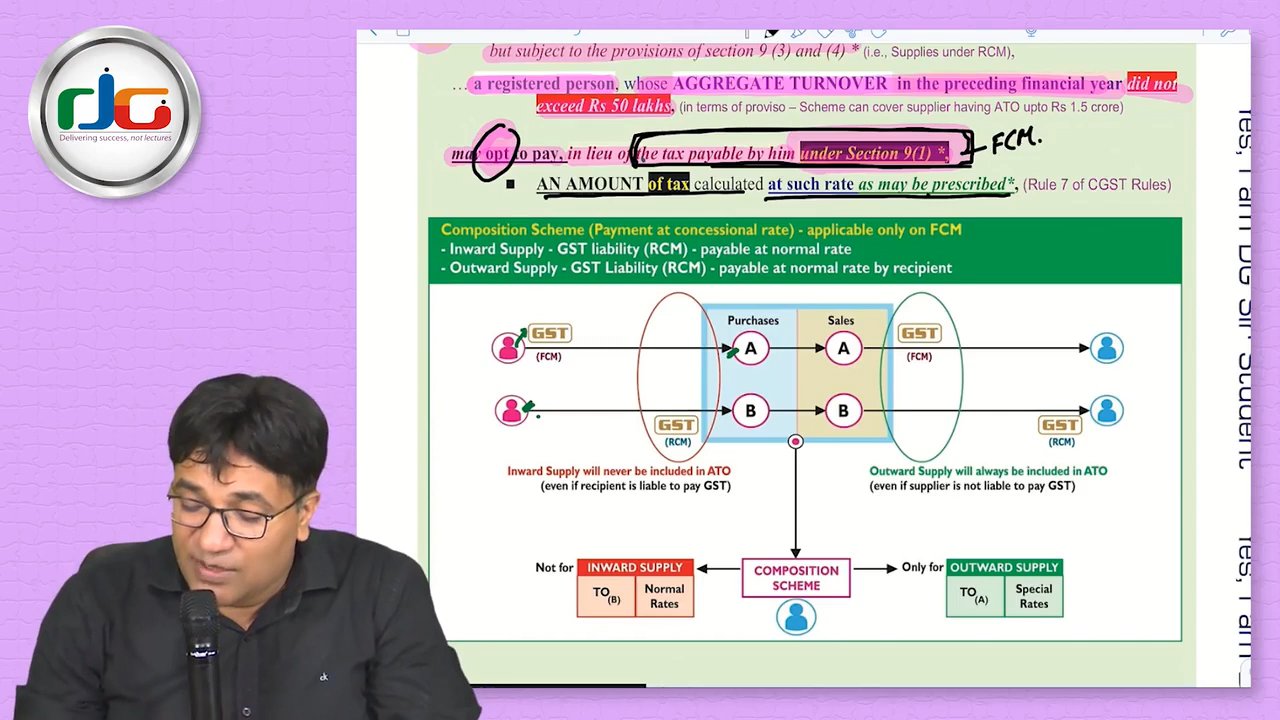 DJG
Delivering success, not lectures
but subject to the provisions of section 9 (3) and (4) * (i.e., Supplies under RCM),
… a registered person, whose AGGREGATE TURNOVER in the preceding financial year did not
exceed Rs 50 lakhs, (in terms of proviso – Scheme can cover supplier having ATO upto Rs 1.5 crore)
may opt to pay, in lieu of the tax payable by him under Section 9(1) *, FCM.
▪ AN AMOUNT of tax calculated at such rate as may be prescribed*, (Rule 7 of CGST Rules)
Composition Scheme (Payment at concessional rate) - applicable only on FCM
- Inward Supply - GST liability (RCM) - payable at normal rate
- Outward Supply - GST Liability (RCM) - payable at normal rate by recipient
Purchases Sales
GST A A GST
(FCM) (FCM)
B B
GST GST
(RCM) (RCM)
Inward Supply will never be included in ATO Outward Supply will always be included in ATO
(even if recipient is liable to pay GST) (even if supplier is not liable to pay GST)
Not for INWARD SUPPLY COMPOSITION SCHEME Only for OUTWARD SUPPLY
TO(B) Normal Rates TO(A) Special Rates
Yes, I am DG Sir' Student
Yes, I am
dk